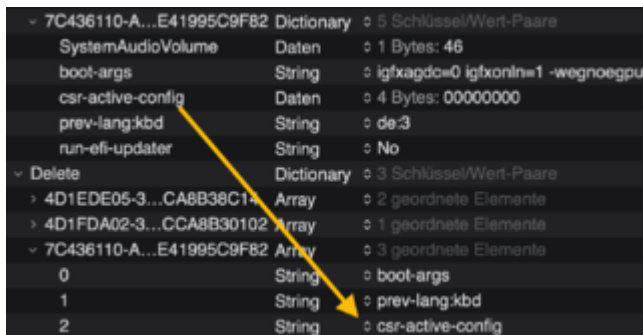 7C436110-A...E41995C9F82 Dictionary 5 Schlüssel/Wert-Paare
SystemAudioVolume Daten 1 Bytes: 46
boot-args String igfxagdc=0 igfxonln=1 -wegnoegpu
csr-active-config Daten 4 Bytes: 00000000
prev-lang:kbd String de:3
run-efi-updater String No
Delete Dictionary 3 Schlüssel/Wert-Paare
4D1EDE05-3...CA8B38C14 Array 2 geordnete Elemente
4D1FDA02-3...CCA8B30102 Array 1 geordnete Elemente
7C436110-A...E41995C9F82 Array 3 geordnete Elemente
0 String boot-args
1 String prev-lang:kbd
2 String csr-active-config